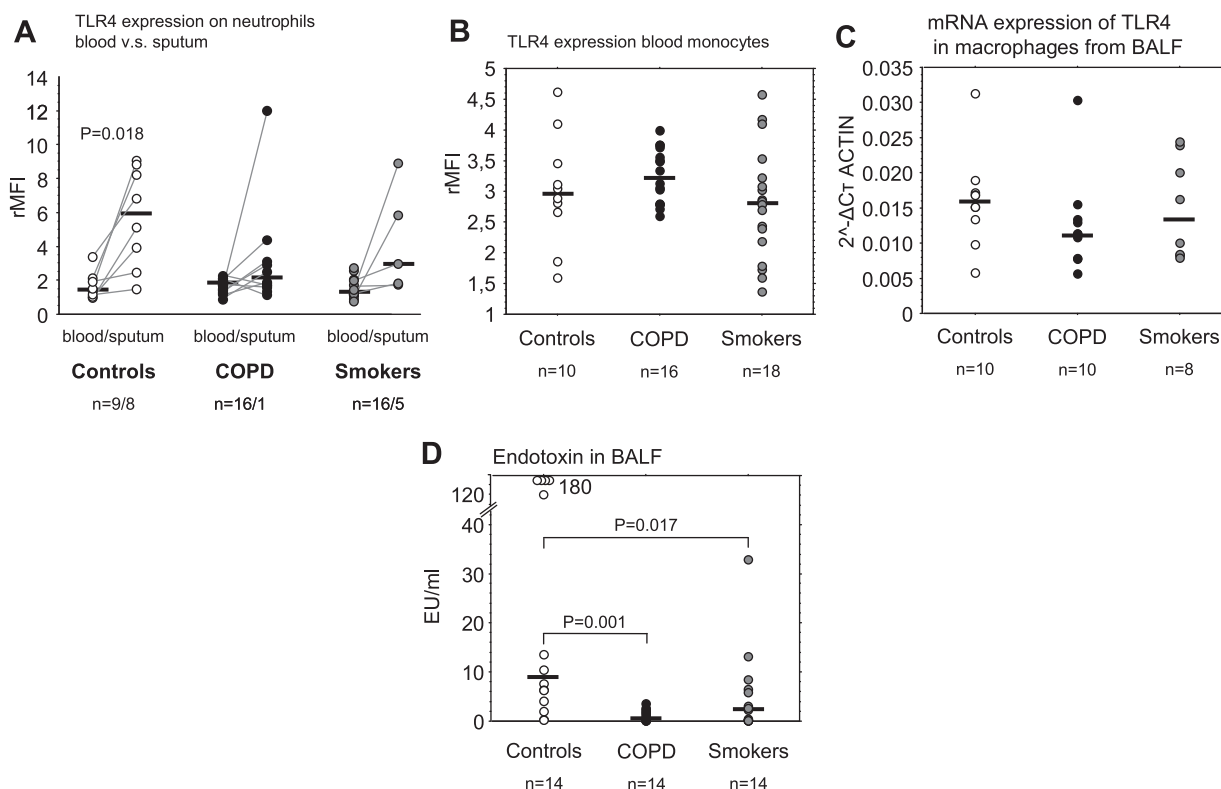 A
TLR4 expression on neutrophils
blood v.s. sputum
14
12
10
8
6
4
2
0
rMFI
P=0.018
blood/sputum
blood/sputum
blood/sputum
Controls
COPD
Smokers
n=9/8
n=16/1
n=16/5
B
TLR4 expression blood monocytes
5
4,5
4
3,5
3
2,5
2
1,5
1
rMFI
Controls
COPD
Smokers
n=10
n=16
n=18
C
mRNA expression of TLR4
in macrophages from BALF
0.035
0.030
0.025
0.020
0.015
0.010
0.005
0
2^-ΔCT ACTIN
Controls
COPD
Smokers
n=10
n=10
n=8
D
Endotoxin in BALF
120
180
40
30
20
10
0
EU/ml
P=0.017
P=0.001
Controls
COPD
Smokers
n=14
n=14
n=14